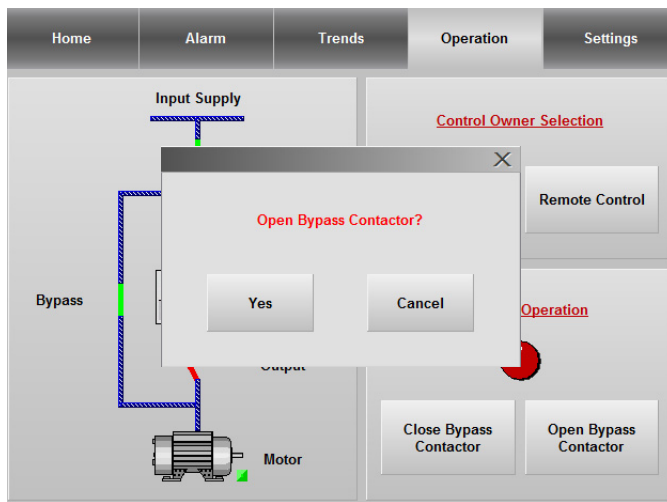 Home
Alarm
Trends
Operation
Settings
Input Supply
Control Owner Selection
Remote Control
Open Bypass Contactor?
Yes
Cancel
Bypass
Operation
Output
Close Bypass
Contactor
Open Bypass
Contactor
Motor